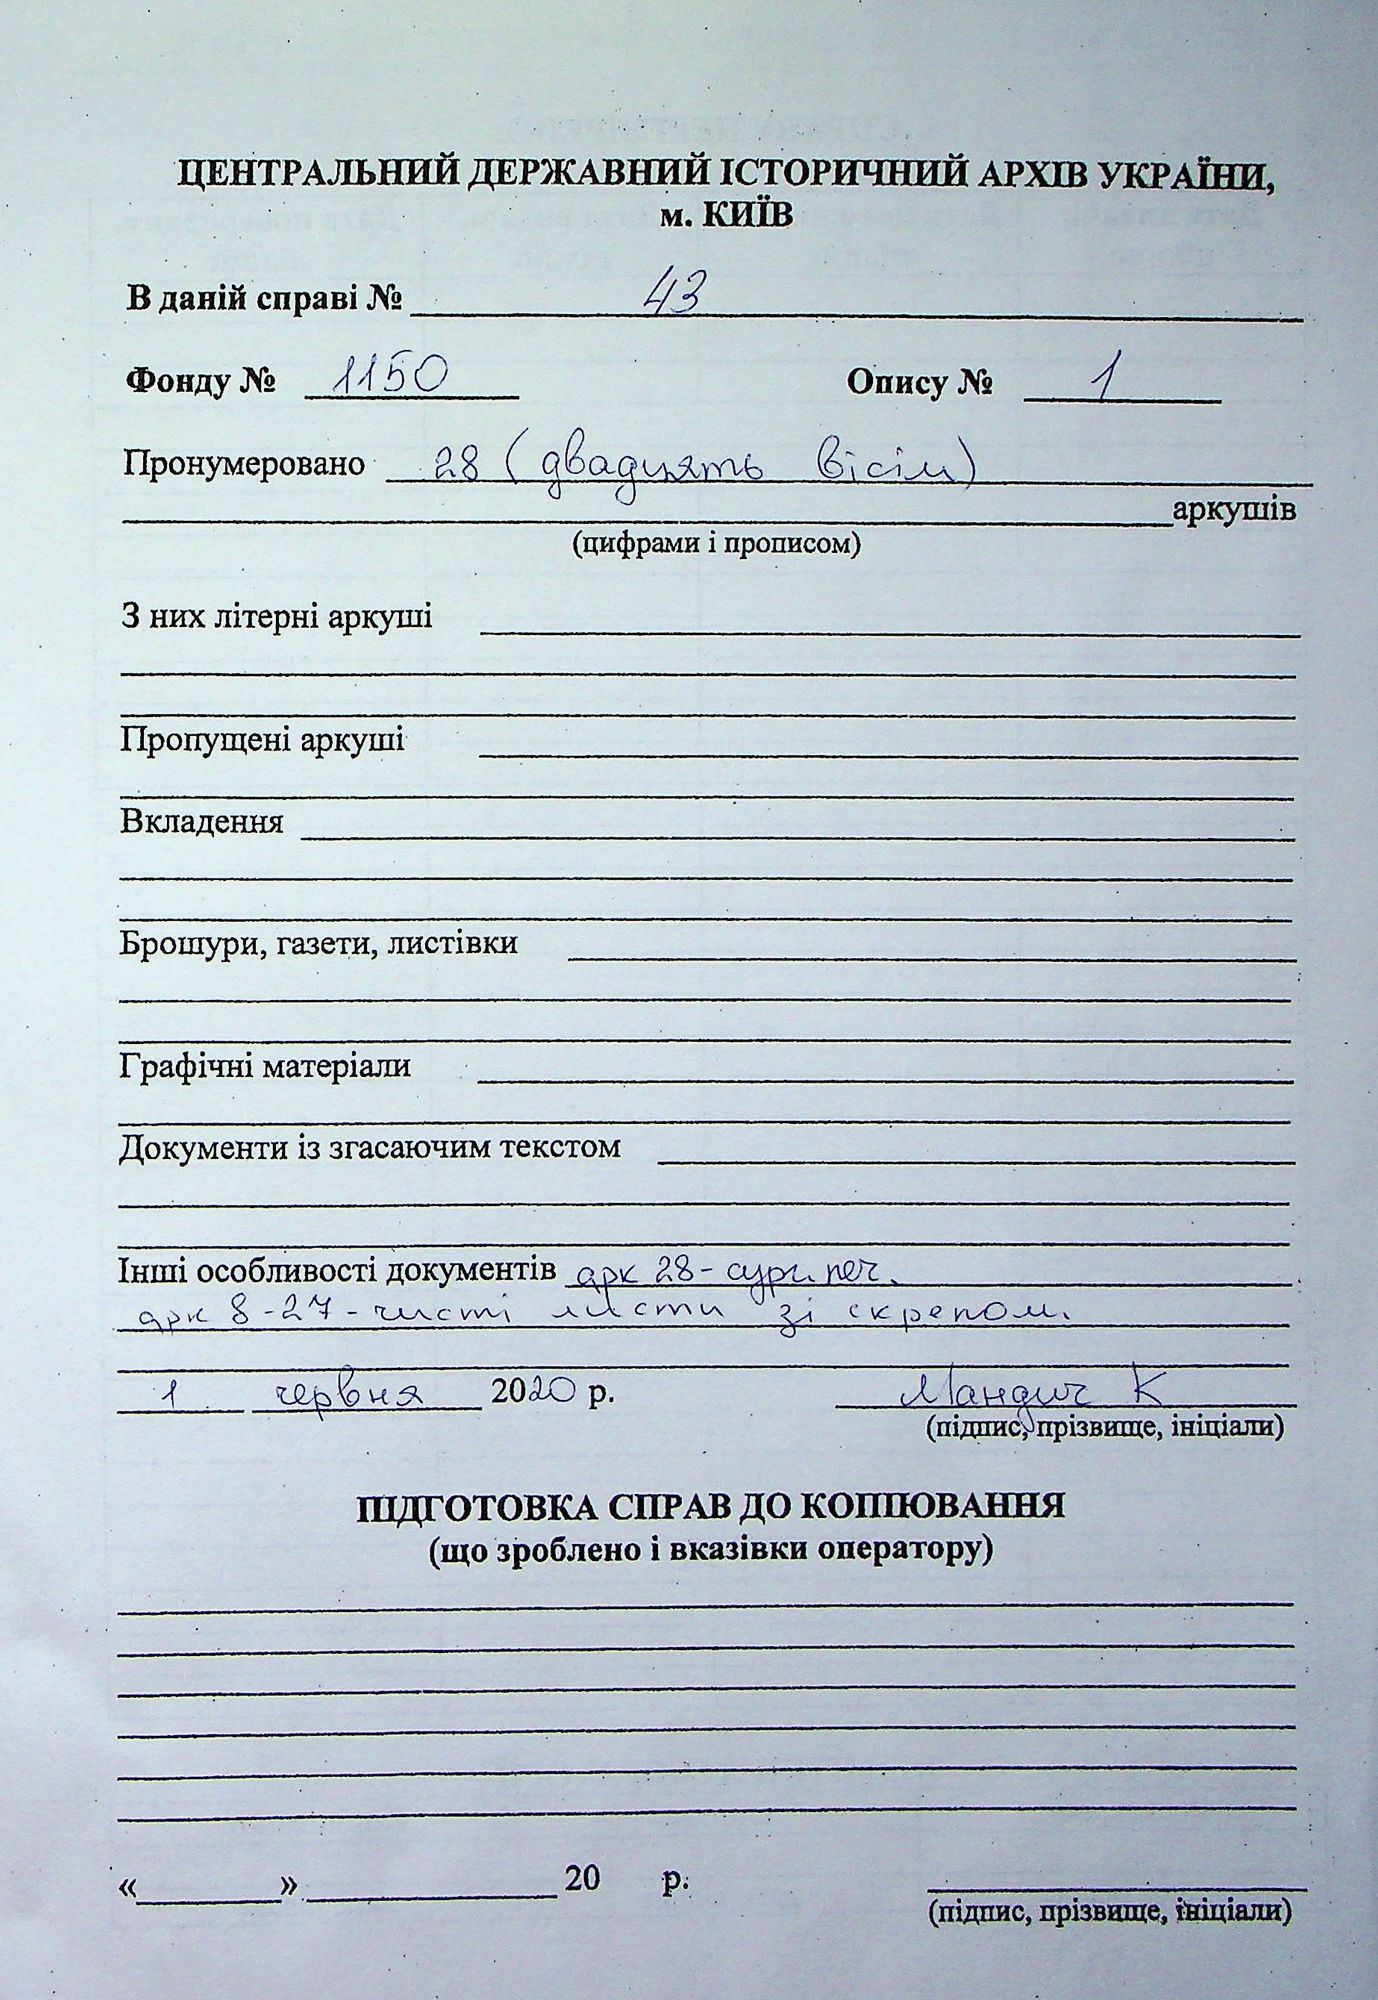 ЦЕНТРАЛЬНИЙ ДЕРЖАВНИЙ ІСТОРИЧНИЙ АРХІВ УКРАЇНИ,
м. КИЇВ
В даній справі № 43
Фонду № 1150 Опису № 1
Пронумеровано 28 (двадцять вісім)
аркушів
(цифрами і прописом)
З них літерні аркуші
Пропущені аркуші
Вкладення
Брошури, газети, листівки
Графічні матеріали
Документи із згасаючим текстом
Інші особливості документів арк 28 - сург. печ.
арк 8-27 - чисті листи зі скрепом.
1 червня 2020 р. Мандич К
(підпис, прізвище, ініціали)
ПІДГОТОВКА СПРАВ ДО КОПІЮВАННЯ
(що зроблено і вказівки оператору)
« » 20 р.
(підпис, прізвище, ініціали)